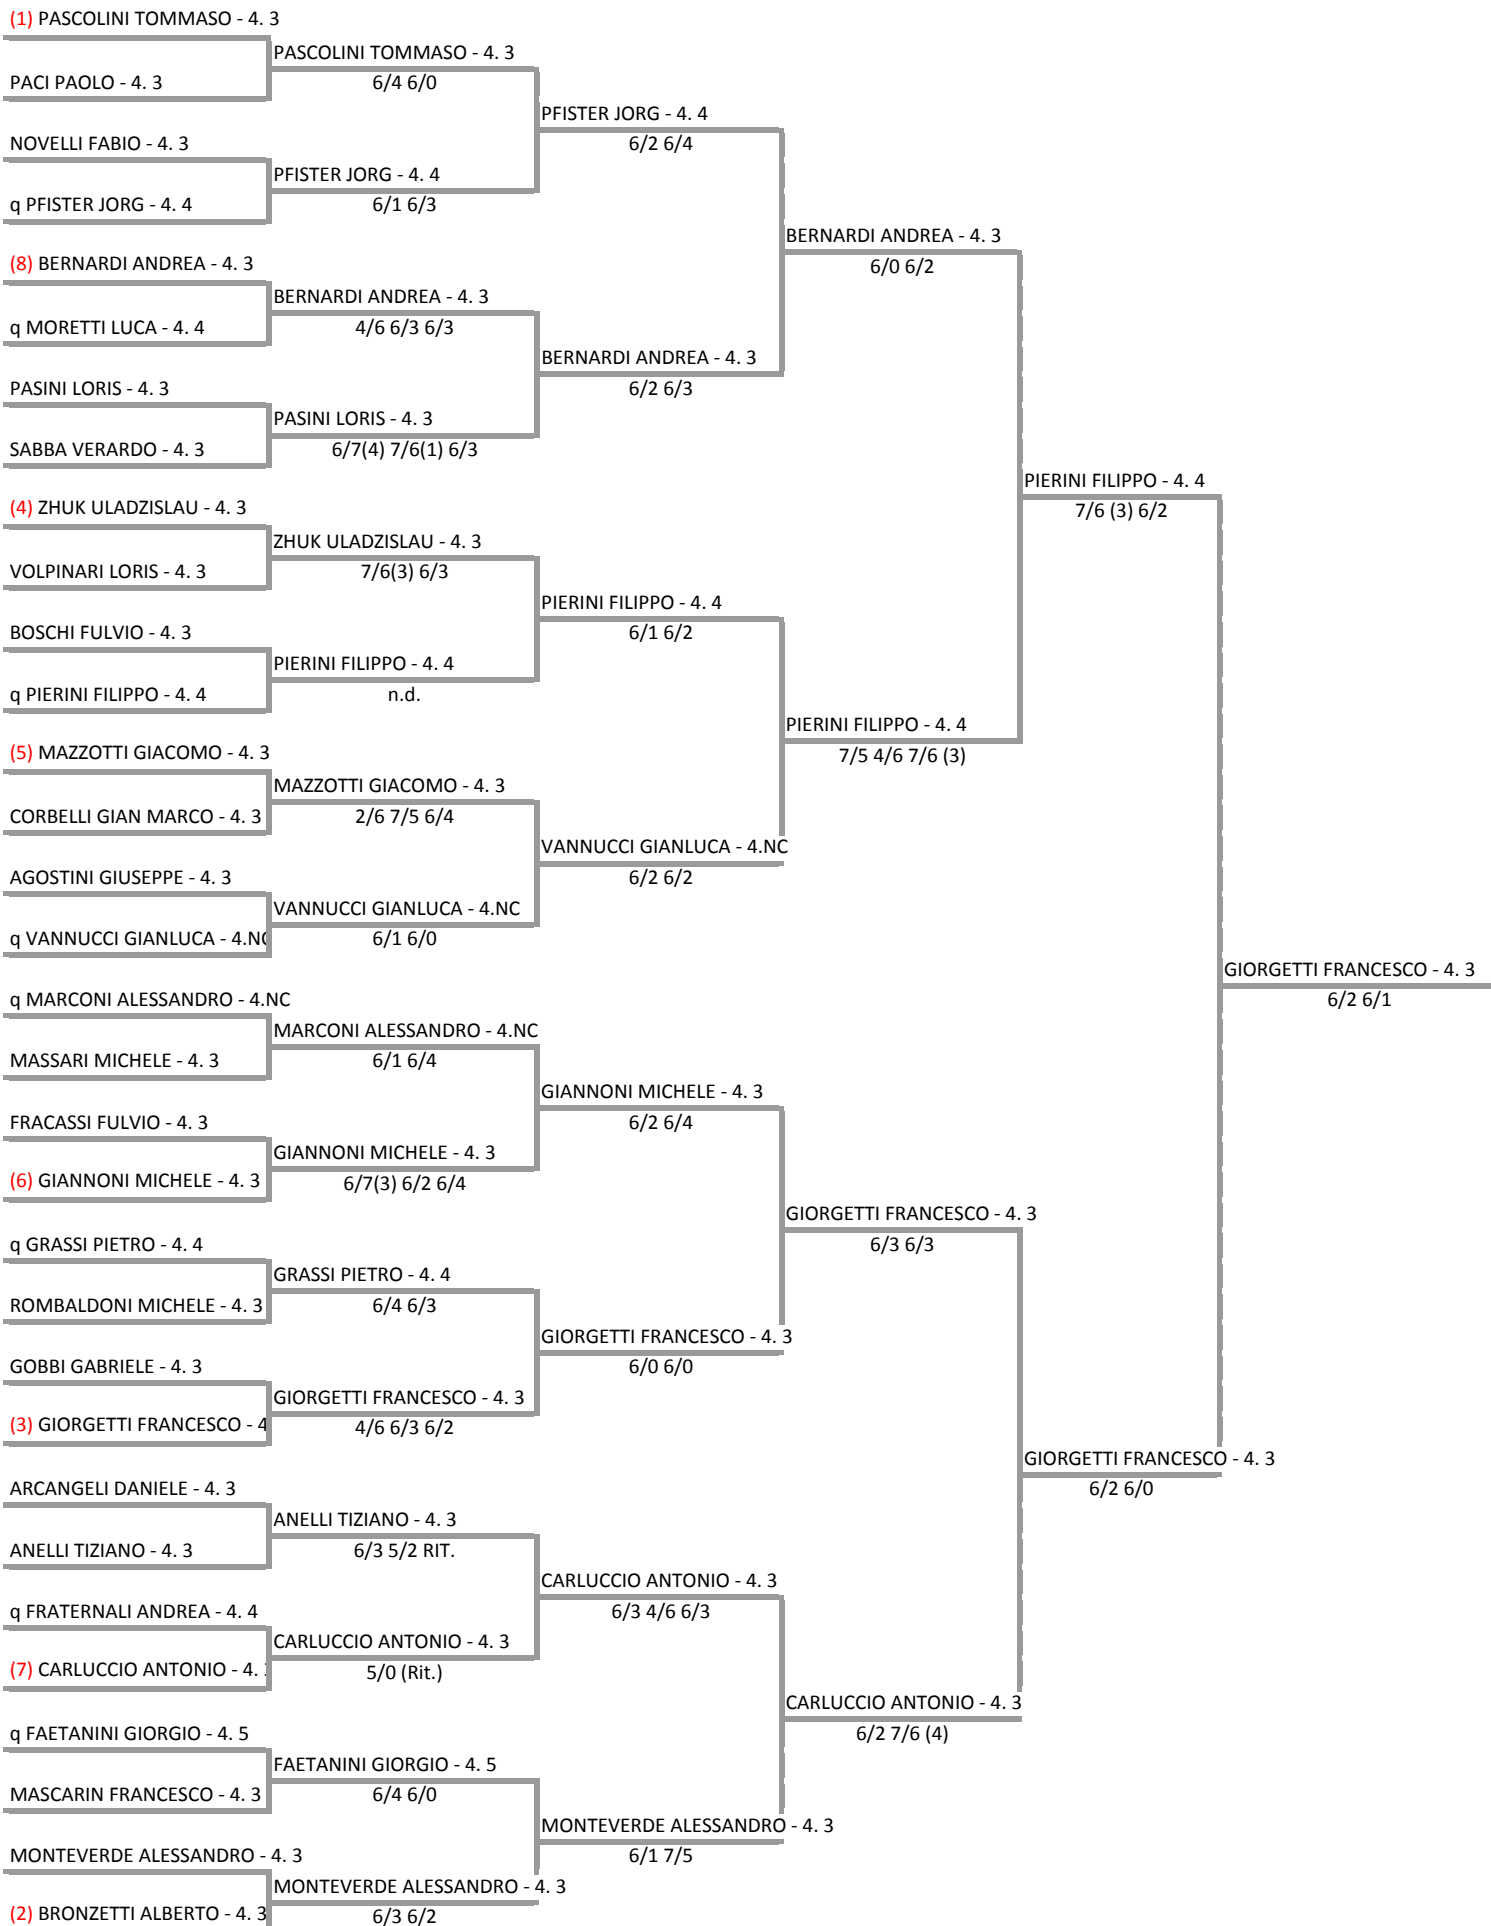 (1) PASCOLINI TOMMASO - 4. 3
PASCOLINI TOMMASO - 4. 3
PACI PAOLO - 4. 3
6/4 6/0
PFISTER JORG - 4. 4
NOVELLI FABIO - 4. 3
6/2 6/4
PFISTER JORG - 4. 4
q PFISTER JORG - 4. 4
6/1 6/3
BERNARDI ANDREA - 4. 3
(8) BERNARDI ANDREA - 4. 3
6/0 6/2
BERNARDI ANDREA - 4. 3
q MORETTI LUCA - 4. 4
4/6 6/3 6/3
BERNARDI ANDREA - 4. 3
PASINI LORIS - 4. 3
6/2 6/3
PASINI LORIS - 4. 3
SABBA VERARDO - 4. 3
6/7(4) 7/6(1) 6/3
PIERINI FILIPPO - 4. 4
(4) ZHUK ULADZISLAU - 4. 3
7/6 (3) 6/2
ZHUK ULADZISLAU - 4. 3
VOLPINARI LORIS - 4. 3
7/6(3) 6/3
PIERINI FILIPPO - 4. 4
BOSCHI FULVIO - 4. 3
6/1 6/2
PIERINI FILIPPO - 4. 4
q PIERINI FILIPPO - 4. 4
n.d.
PIERINI FILIPPO - 4. 4
(5) MAZZOTTI GIACOMO - 4. 3
7/5 4/6 7/6 (3)
MAZZOTTI GIACOMO - 4. 3
CORBELLI GIAN MARCO - 4. 3
2/6 7/5 6/4
VANNUCCI GIANLUCA - 4.NC
AGOSTINI GIUSEPPE - 4. 3
6/2 6/2
VANNUCCI GIANLUCA - 4.NC
q VANNUCCI GIANLUCA - 4.NC
6/1 6/0
GIORGETTI FRANCESCO - 4. 3
q MARCONI ALESSANDRO - 4.NC
6/2 6/1
MARCONI ALESSANDRO - 4.NC
MASSARI MICHELE - 4. 3
6/1 6/4
GIANNONI MICHELE - 4. 3
FRACASSI FULVIO - 4. 3
6/2 6/4
GIANNONI MICHELE - 4. 3
(6) GIANNONI MICHELE - 4. 3
6/7(3) 6/2 6/4
GIORGETTI FRANCESCO - 4. 3
q GRASSI PIETRO - 4. 4
6/3 6/3
GRASSI PIETRO - 4. 4
ROMBALDONI MICHELE - 4. 3
6/4 6/3
GIORGETTI FRANCESCO - 4. 3
GOBBI GABRIELE - 4. 3
6/0 6/0
GIORGETTI FRANCESCO - 4. 3
(3) GIORGETTI FRANCESCO - 4
4/6 6/3 6/2
GIORGETTI FRANCESCO - 4. 3
ARCANGELI DANIELE - 4. 3
6/2 6/0
ANELLI TIZIANO - 4. 3
ANELLI TIZIANO - 4. 3
6/3 5/2 RIT.
CARLUCCIO ANTONIO - 4. 3
q FRATERNALI ANDREA - 4. 4
6/3 4/6 6/3
CARLUCCIO ANTONIO - 4. 3
(7) CARLUCCIO ANTONIO - 4. 3
5/0 (Rit.)
CARLUCCIO ANTONIO - 4. 3
q FAETANINI GIORGIO - 4. 5
6/2 7/6 (4)
FAETANINI GIORGIO - 4. 5
MASCARIN FRANCESCO - 4. 3
6/4 6/0
MONTEVERDE ALESSANDRO - 4. 3
MONTEVERDE ALESSANDRO - 4. 3
6/1 7/5
MONTEVERDE ALESSANDRO - 4. 3
(2) BRONZETTI ALBERTO - 4. 3
6/3 6/2